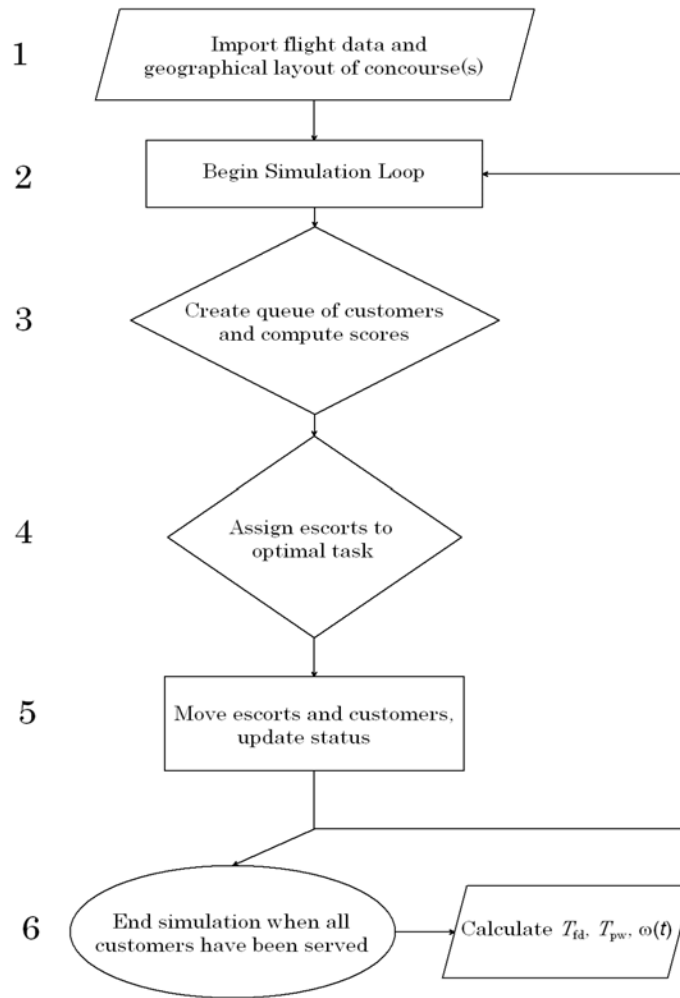 1
Import flight data and
geographical layout of concourse(s)
2
Begin Simulation Loop
3
Create queue of customers
and compute scores
4
Assign escorts to
optimal task
5
Move escorts and customers,
update status
6
End simulation when all
customers have been served
Calculate T_fd, T_pw, ω(t)